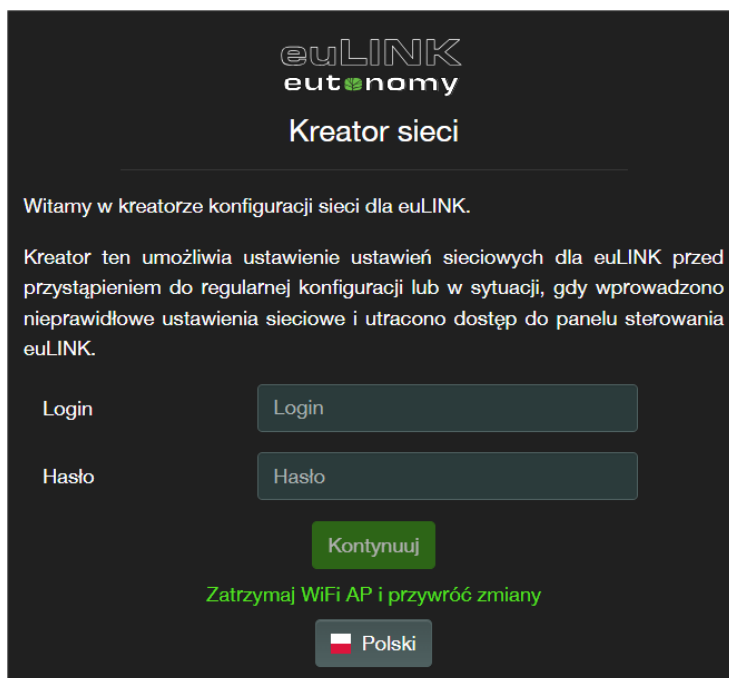 euLINK
eutonomy
Kreator sieci
Witamy w kreatorze konfiguracji sieci dla euLINK.
Kreator ten umożliwia ustawienie ustawień sieciowych dla euLINK przed
przystąpieniem do regularnej konfiguracji lub w sytuacji, gdy wprowadzono
nieprawidłowe ustawienia sieciowe i utracono dostęp do panelu sterowania
euLINK.
Login Login
Hasło Hasło
Kontynuuj
Zatrzymaj WiFi AP i przywróć zmiany
Polski